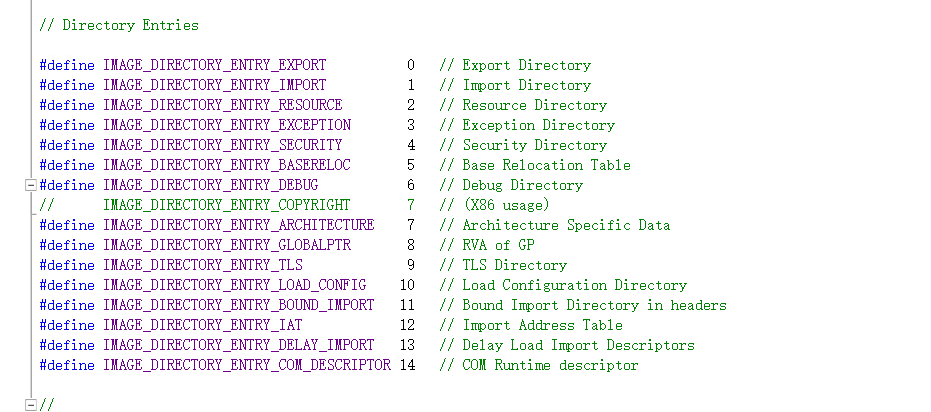 // Directory Entries
#define IMAGE_DIRECTORY_ENTRY_EXPORT 0 // Export Directory
#define IMAGE_DIRECTORY_ENTRY_IMPORT 1 // Import Directory
#define IMAGE_DIRECTORY_ENTRY_RESOURCE 2 // Resource Directory
#define IMAGE_DIRECTORY_ENTRY_EXCEPTION 3 // Exception Directory
#define IMAGE_DIRECTORY_ENTRY_SECURITY 4 // Security Directory
#define IMAGE_DIRECTORY_ENTRY_BASERELOC 5 // Base Relocation Table
#define IMAGE_DIRECTORY_ENTRY_DEBUG 6 // Debug Directory
// IMAGE_DIRECTORY_ENTRY_COPYRIGHT 7 // (X86 usage)
#define IMAGE_DIRECTORY_ENTRY_ARCHITECTURE 7 // Architecture Specific Data
#define IMAGE_DIRECTORY_ENTRY_GLOBALPTR 8 // RVA of GP
#define IMAGE_DIRECTORY_ENTRY_TLS 9 // TLS Directory
#define IMAGE_DIRECTORY_ENTRY_LOAD_CONFIG 10 // Load Configuration Directory
#define IMAGE_DIRECTORY_ENTRY_BOUND_IMPORT 11 // Bound Import Directory in headers
#define IMAGE_DIRECTORY_ENTRY_IAT 12 // Import Address Table
#define IMAGE_DIRECTORY_ENTRY_DELAY_IMPORT 13 // Delay Load Import Descriptors
#define IMAGE_DIRECTORY_ENTRY_COM_DESCRIPTOR 14 // COM Runtime descriptor
//